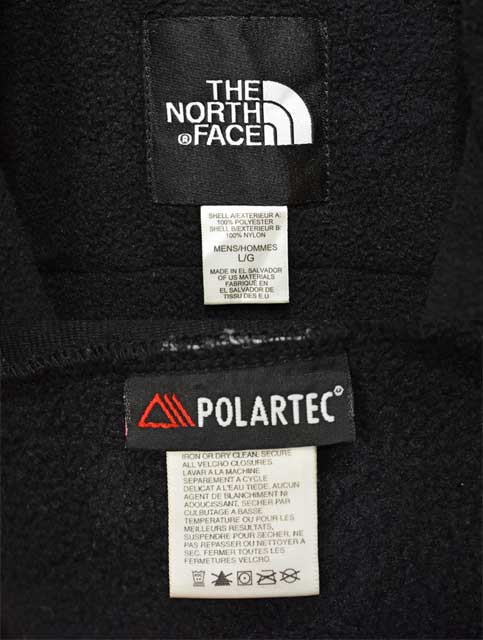 THE
NORTH
® FACE
SHELL A/EXTERIEUR A:
100% POLYESTER
SHELL B/EXTERIEUR B:
100% NYLON
MENS/HOMMES
L/G
MADE IN EL SALVADOR
OF US MATERIALS
FABRIQUÉ EN
EL SALVADOR DE
TISSU DES E.U
POLARTEC®
IRON OR DRY CLEAN. SECURE
ALL VELCRO CLOSURES.
LAVAR A LA MACHINE
SEPAREMENT A CYCLE
DELICAT A L'EAU TIEDE. AUCUN
AGENT DE BLANCHIMENT NI
ADOUCISSANT, SECHER PAR
CULBUTAGE A BASSE
TEMPERATURE OU POUR LES
MEILLEURS RESULTATS,
SUSPENDRE POUR SECHER, NE
PAS REPASSER OU NETTOYER A
SEC. FERMER TOUTES LES
FERMETURES VELCRO.